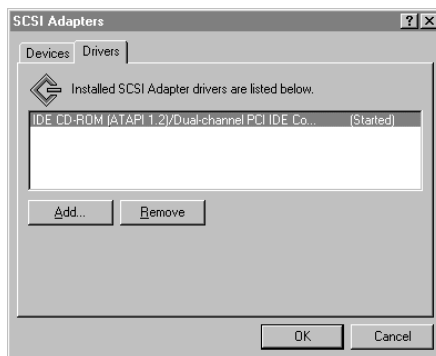 SCSI Adapters
Devices Drivers
Installed SCSI Adapter drivers are listed below.
IDE CD-ROM (ATAPI 1.2)/Dual-channel PCI IDE Co... (Started)
Add... Remove
OK Cancel